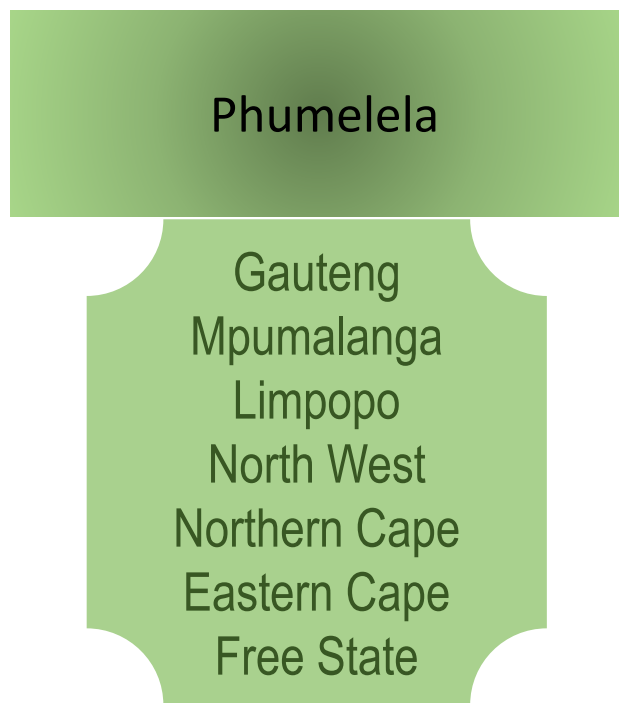 Phumelela
Gauteng
Mpumalanga
Limpopo
North West
Northern Cape
Eastern Cape
Free State